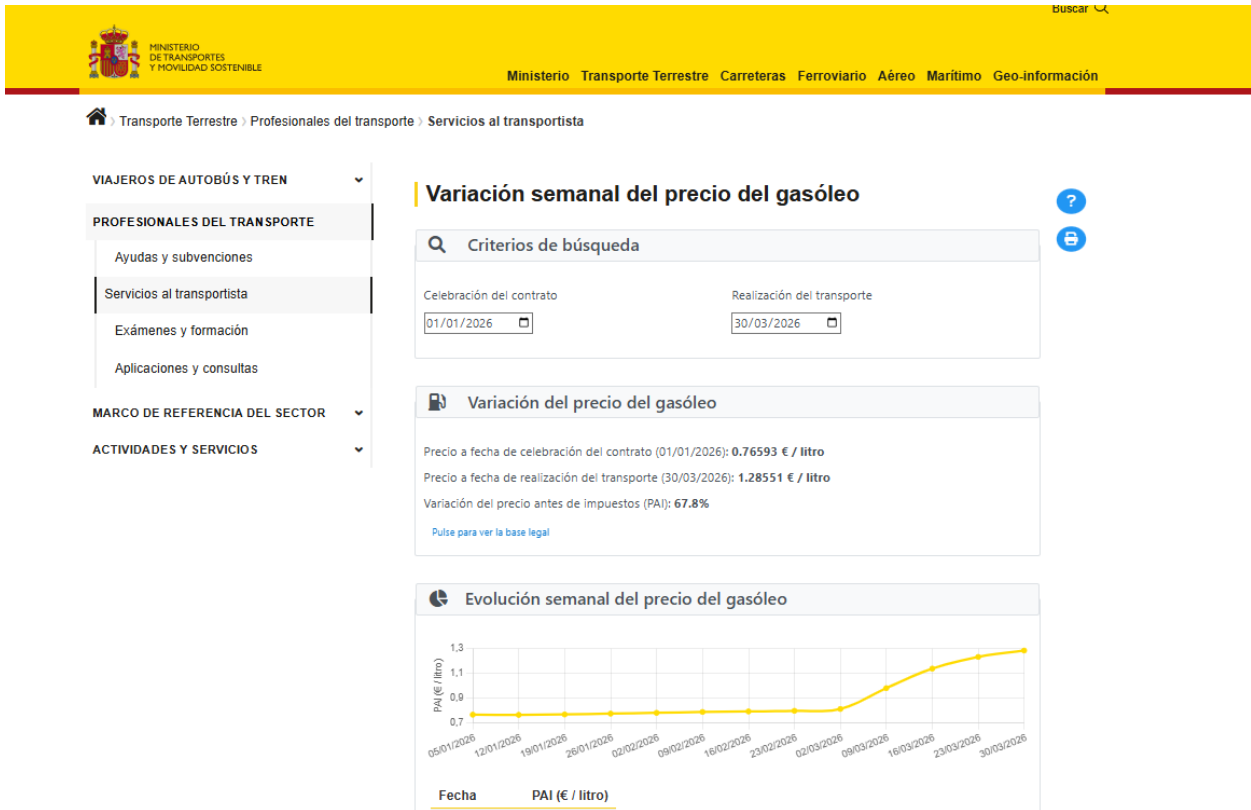 Buscar
MINISTERIO
DE TRANSPORTES
Y MOVILIDAD SOSTENIBLE
Ministerio Transporte Terrestre Carreteras Ferroviario Aéreo Marítimo Geo-información
Transporte Terrestre > Profesionales del transporte > Servicios al transportista
VIAJEROS DE AUTOBÚS Y TREN
PROFESIONALES DEL TRANSPORTE
Ayudas y subvenciones
Servicios al transportista
Exámenes y formación
Aplicaciones y consultas
MARCO DE REFERENCIA DEL SECTOR
ACTIVIDADES Y SERVICIOS
Variación semanal del precio del gasóleo
?
Criterios de búsqueda
Celebración del contrato Realización del transporte
01/01/2026 30/03/2026
Variación del precio del gasóleo
Precio a fecha de celebración del contrato (01/01/2026): 0.76593 € / litro
Precio a fecha de realización del transporte (30/03/2026): 1.28551 € / litro
Variación del precio antes de impuestos (PAI): 67.8%
Pulse para ver la base legal
Evolución semanal del precio del gasóleo
PAI (€ / litro)
1,3
1,1
0,9
0,7
05/01/2026 12/01/2026 19/01/2026 26/01/2026 02/02/2026 09/02/2026 16/02/2026 23/02/2026 02/03/2026 09/03/2026 16/03/2026 23/03/2026 30/03/2026
Fecha PAI (€ / litro)